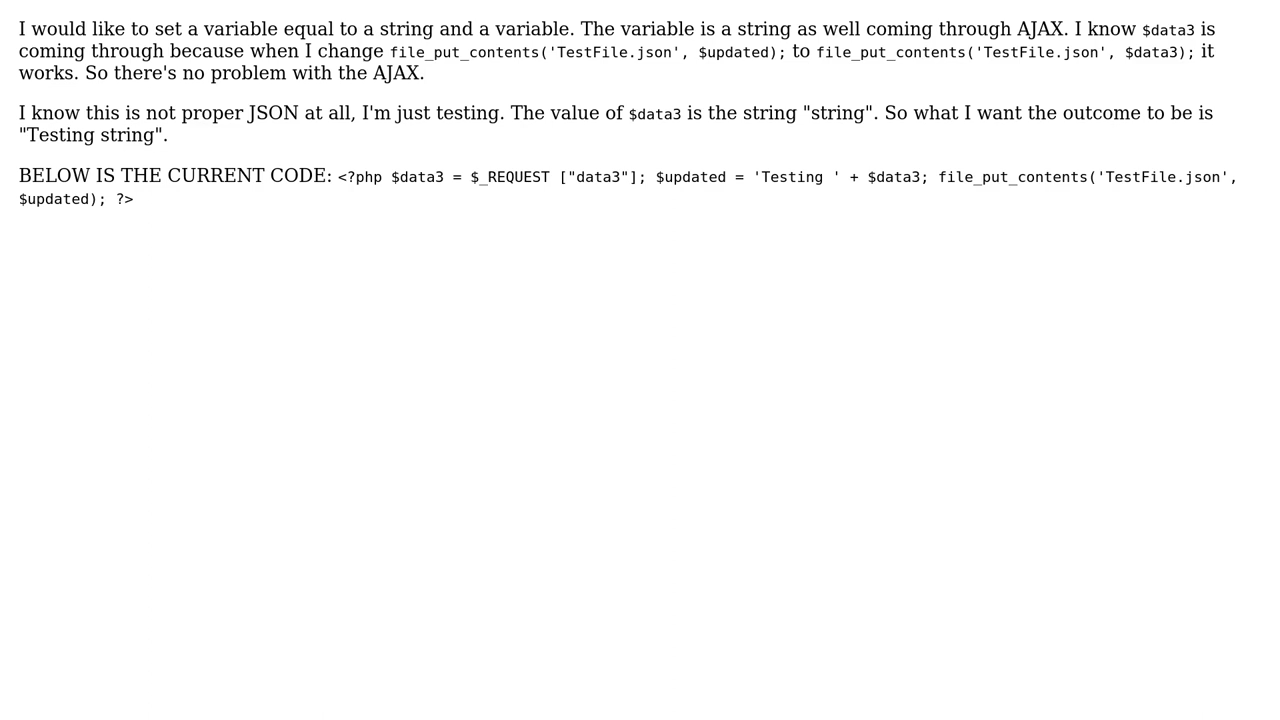 I would like to set a variable equal to a string and a variable. The variable is a string as well coming through AJAX. I know $data3 is
coming through because when I change file_put_contents('TestFile.json', $updated); to file_put_contents('TestFile.json', $data3); it
works. So there's no problem with the AJAX.
I know this is not proper JSON at all, I'm just testing. The value of $data3 is the string "string". So what I want the outcome to be is
"Testing string".
BELOW IS THE CURRENT CODE: <?php $data3 = $_REQUEST ["data3"]; $updated = 'Testing ' + $data3; file_put_contents('TestFile.json',
$updated); ?>